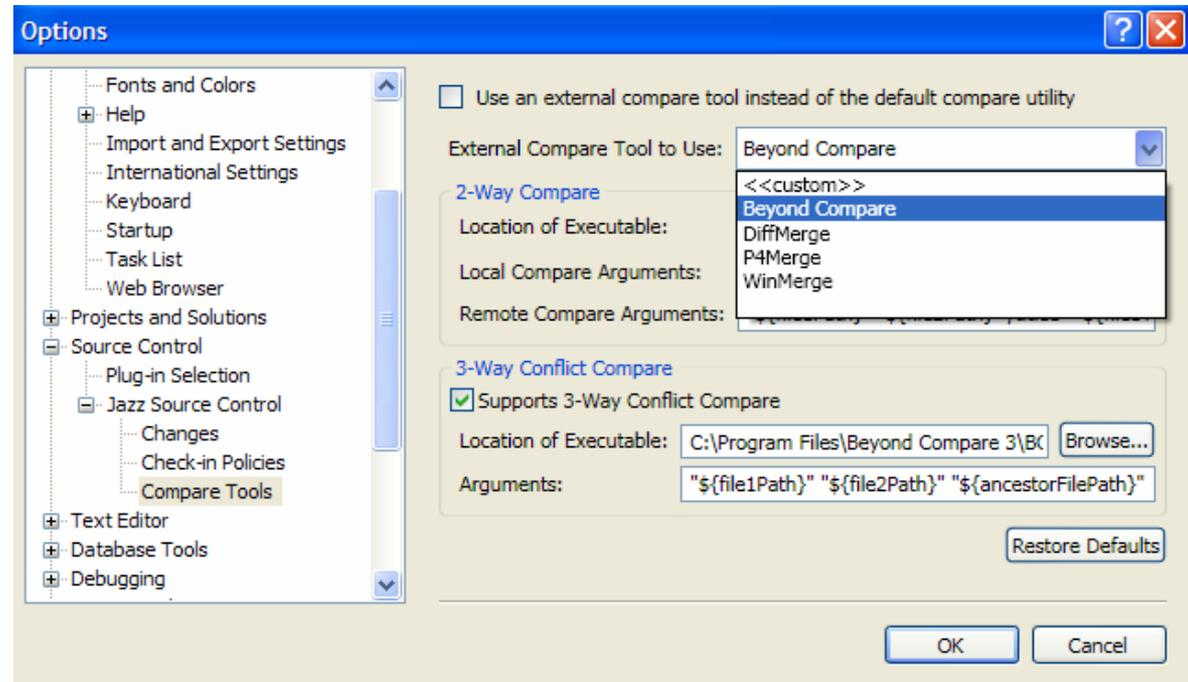 Options
Fonts and Colors
Help
Import and Export Settings
International Settings
Keyboard
Startup
Task List
Web Browser
Projects and Solutions
Source Control
Plug-in Selection
Jazz Source Control
Changes
Check-in Policies
Compare Tools
Text Editor
Database Tools
Debugging
Use an external compare tool instead of the default compare utility
External Compare Tool to Use: Beyond Compare
<<custom>>
Beyond Compare
DiffMerge
P4Merge
WinMerge
2-Way Compare
Location of Executable:
Local Compare Arguments:
Remote Compare Arguments:
3-Way Conflict Compare
Supports 3-Way Conflict Compare
Location of Executable: C:\Program Files\Beyond Compare 3\BC Browse...
Arguments: "${file1Path}" "${file2Path}" "${ancestorFilePath}"
Restore Defaults
OK Cancel